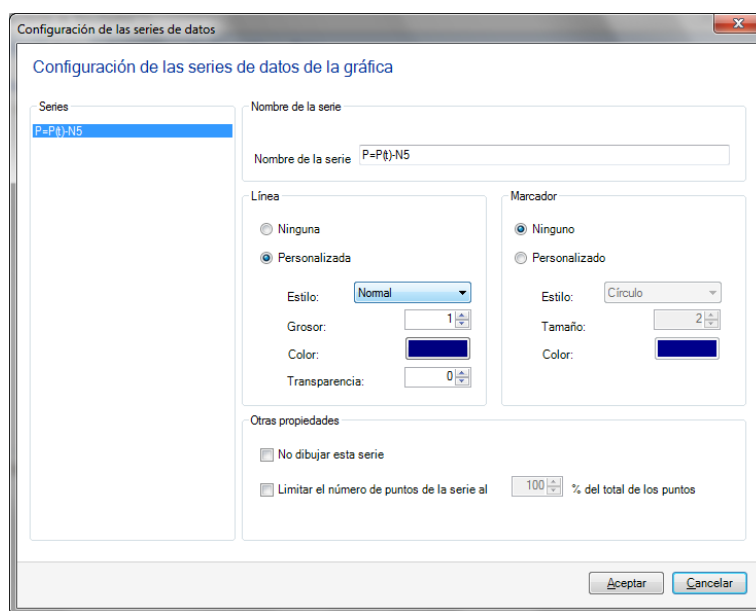 Configuración de las series de datos
Configuración de las series de datos de la gráfica
Series
P=P(t)-N5
Nombre de la serie
Nombre de la serie P=P(t)-N5
Línea
Ninguna
Personalizada
Estilo: Normal
Grosor: 1
Color:
Transparencia: 0
Marcador
Ninguno
Personalizado
Estilo: Círculo
Tamaño: 2
Color:
Otras propiedades
No dibujar esta serie
Limitar el número de puntos de la serie al 100 % del total de los puntos
Aceptar Cancelar